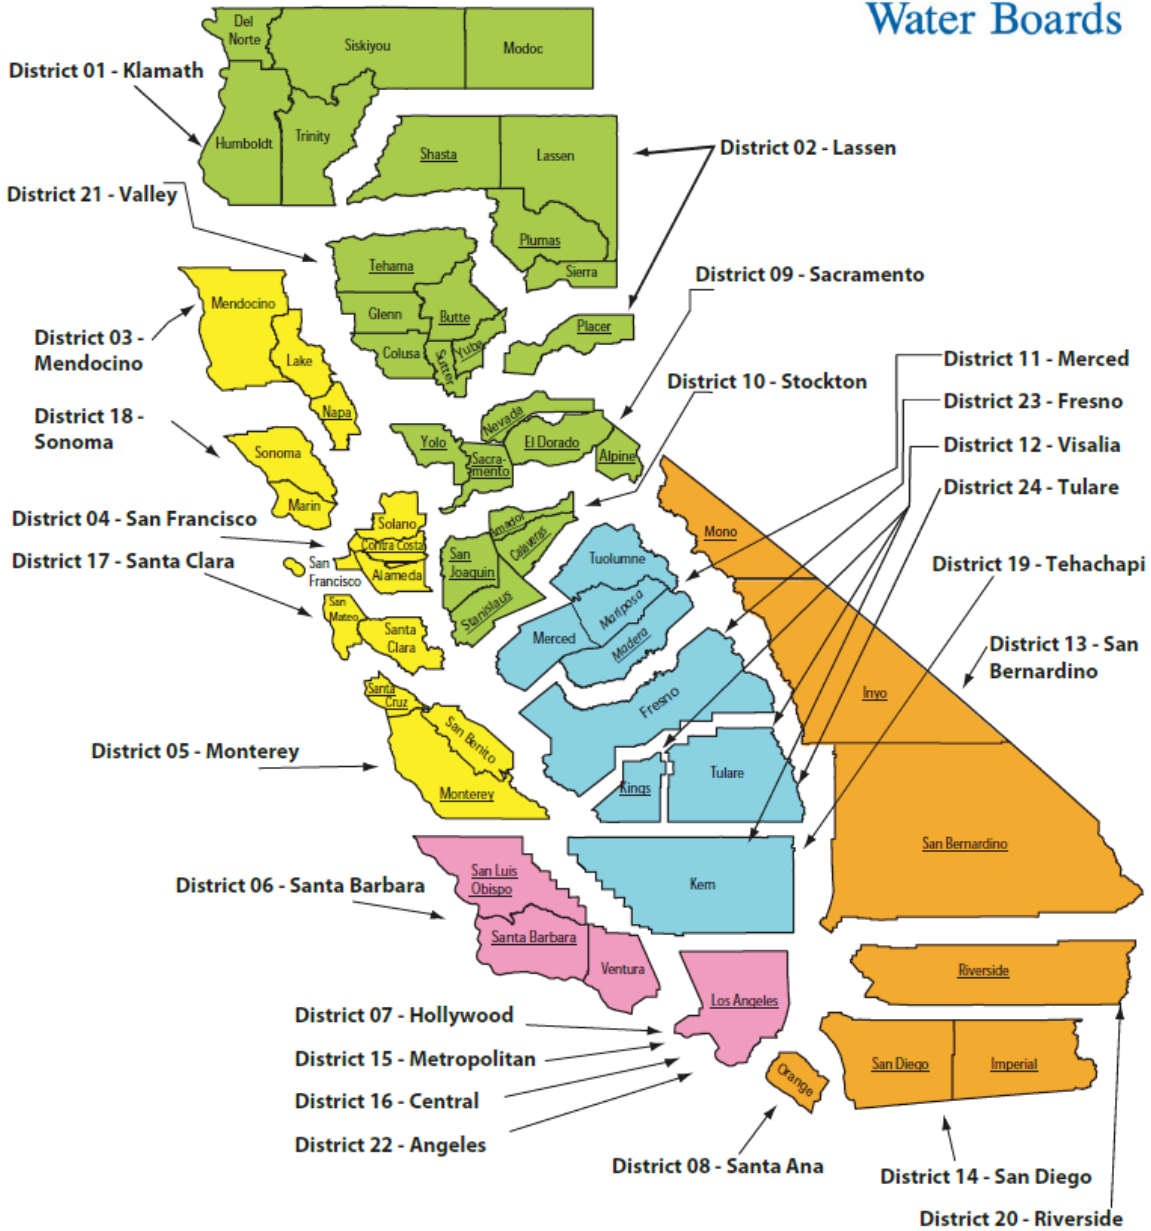 Water Boards
Del
Norte
Siskiyou
Modoc
District 01 - Klamath
Humboldt
Trinity
Shasta
Lassen
District 02 - Lassen
District 21 - Valley
Plumas
Tehama
Sierra
District 09 - Sacramento
Mendocino
Glenn
Butte
Placer
District 03 -
Mendocino
Lake
Colusa
Sutter
Yuba
District 11 - Merced
District 10 - Stockton
District 23 - Fresno
District 18 -
Sonoma
Napa
Nevada
Yolo
El Dorado
District 12 - Visalia
Sonoma
Sacra-
mento
Alpine
District 24 - Tulare
Marin
District 04 - San Francisco
Solano
Amador
Mono
Contra Costa
Calaveras
San
Joaquin
Tuolumne
District 17 - Santa Clara
San
Francisco
Alameda
District 19 - Tehachapi
San
Mateo
Stanislaus
Mariposa
Santa
Clara
Merced
Madera
District 13 - San
Bernardino
Santa
Cruz
Fresno
Inyo
San Benito
District 05 - Monterey
Monterey
Kings
Tulare
San Bernardino
San Luis
Obispo
Kern
District 06 - Santa Barbara
Santa Barbara
Ventura
Riverside
Los Angeles
District 07 - Hollywood
District 15 - Metropolitan
San Diego
Imperial
Orange
District 16 - Central
District 22 - Angeles
District 08 - Santa Ana
District 14 - San Diego
District 20 - Riverside